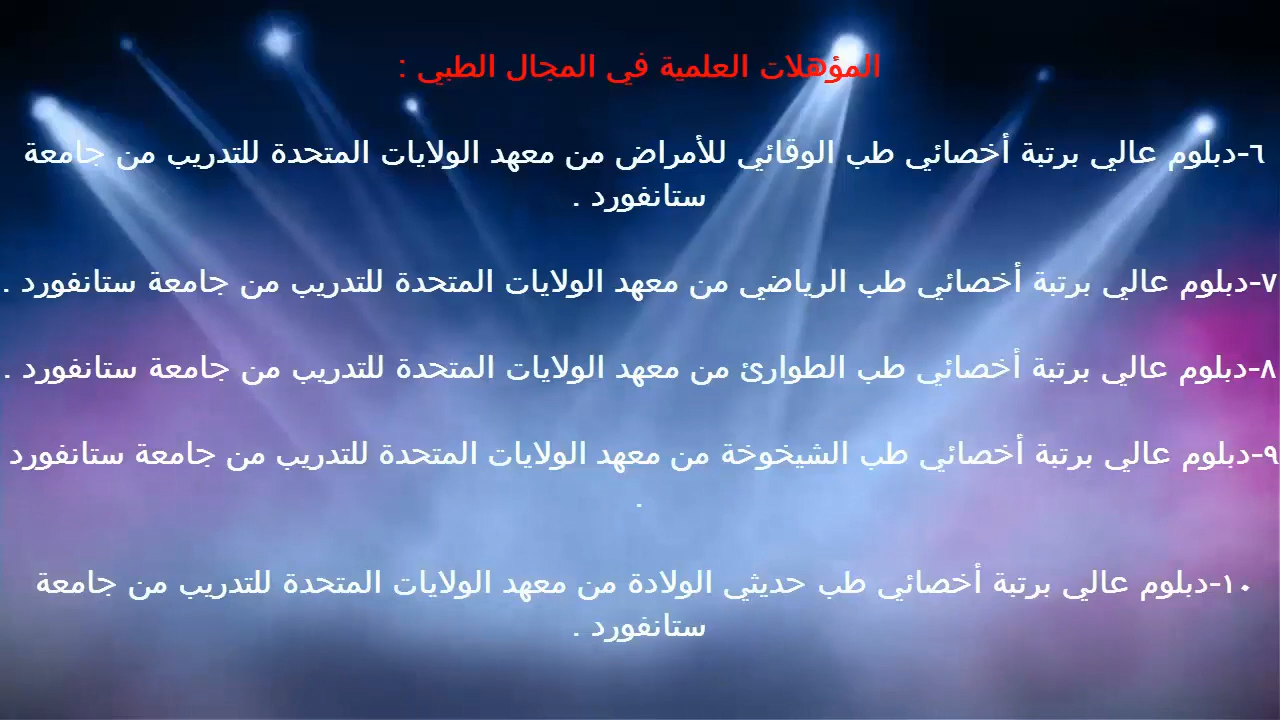 المؤهلات العلمية في المجال الطبي :
٦-دبلوم عالي برتبة أخصائي طب الوقائي للأمراض من معهد الولايات المتحدة للتدريب من جامعة
ستانفورد .
٧-دبلوم عالي برتبة أخصائي طب الرياضي من معهد الولايات المتحدة للتدريب من جامعة ستانفورد .
٨-دبلوم عالي برتبة أخصائي طب الطوارئ من معهد الولايات المتحدة للتدريب من جامعة ستانفورد .
٩-دبلوم عالي برتبة أخصائي طب الشيخوخة من معهد الولايات المتحدة للتدريب من جامعة ستانفورد
.
١٠-دبلوم عالي برتبة أخصائي طب حديثي الولادة من معهد الولايات المتحدة للتدريب من جامعة
ستانفورد .